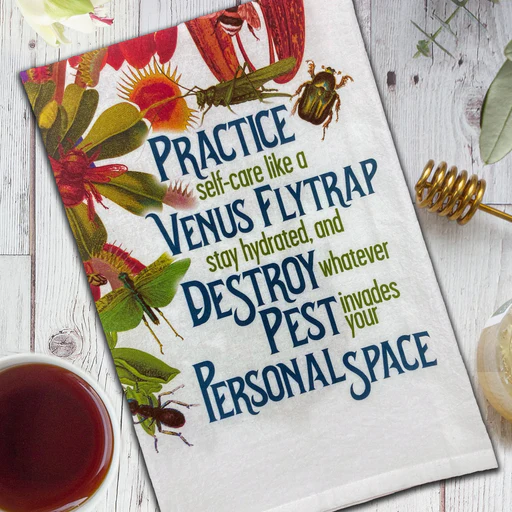 PRACTICE
self-care like a
VENUS FLYTRAP
stay hydrated, and
DESTROY whatever
PEST invades
your
PERSONAL SPACE